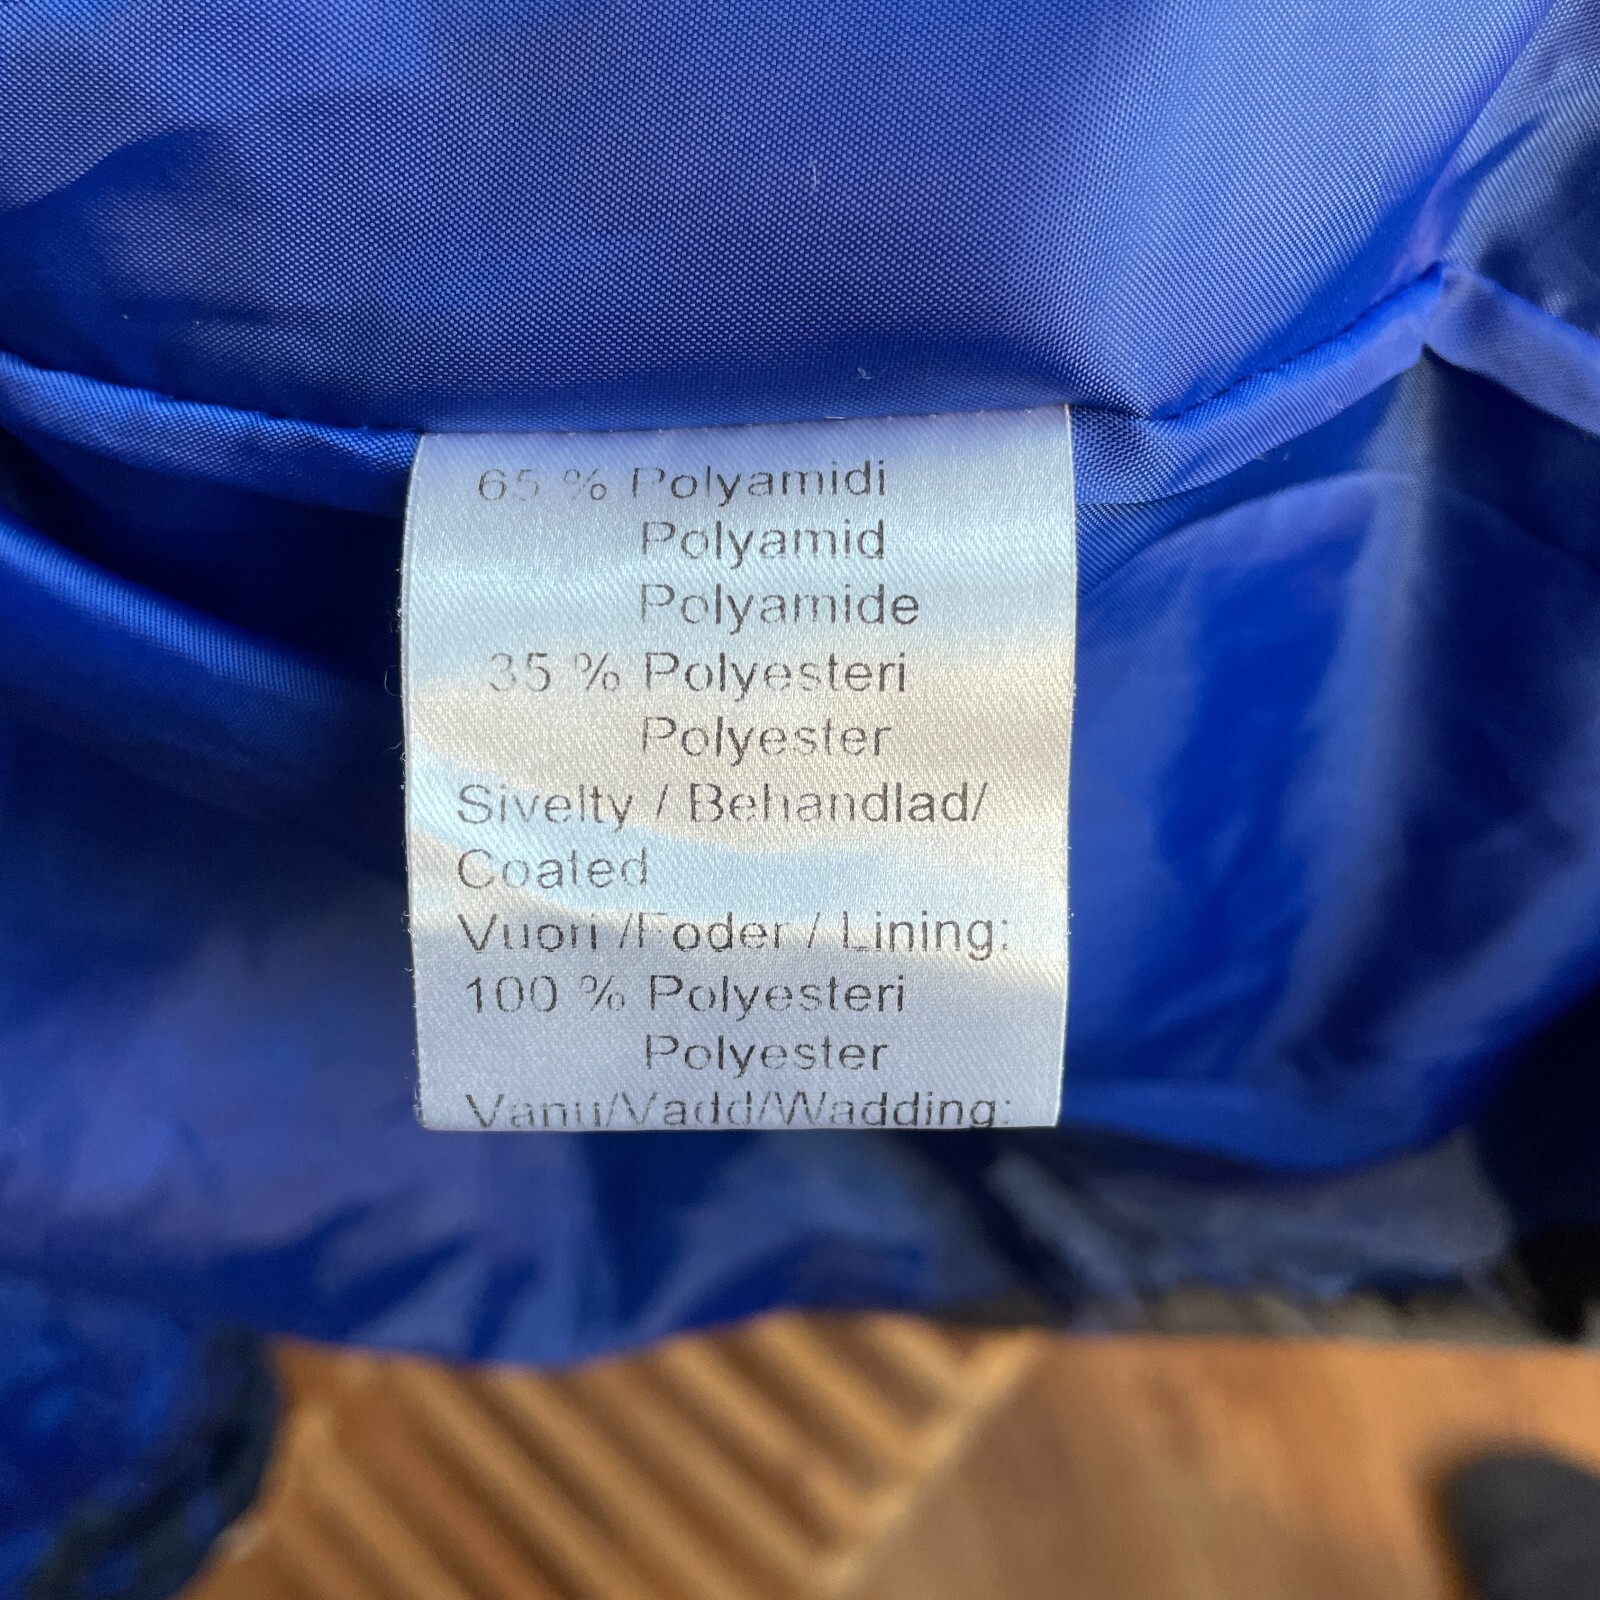 65 % Polyamidi
Polyamid
Polyamide
35 % Polyesteri
Polyester
Sivelty / Behandlad/
Coated
Vuori /Foder / Lining:
100 % Polyesteri
Polyester
Vanu/Vadd/Wadding: